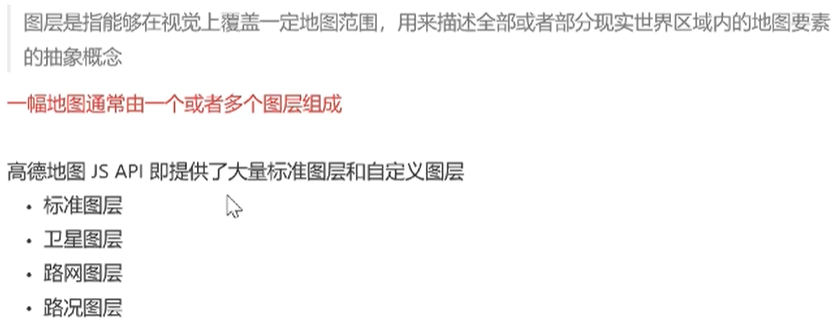 图层是指能够在视觉上覆盖一定地图范围，用来描述全部或者部分现实世界区域内的地图要素
的抽象概念
一幅地图通常由一个或者多个图层组成
高德地图 JS API 即提供了大量标准图层和自定义图层
• 标准图层
• 卫星图层
• 路网图层
• 路况图层